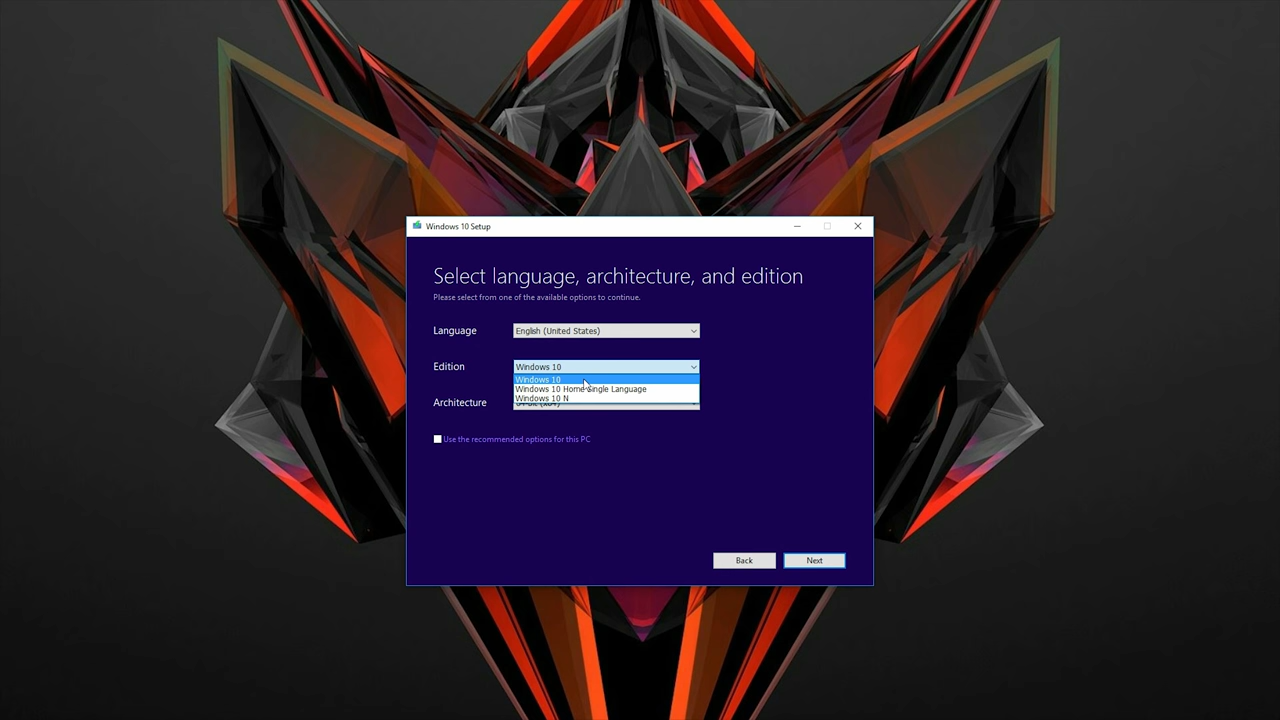 Windows 10 Setup
Select language, architecture, and edition
Please select from one of the available options to continue.
Language English (United States)
Edition Windows 10
Windows 10
Windows 10 Home Single Language
Windows 10 N
Architecture
Use the recommended options for this PC
Back Next